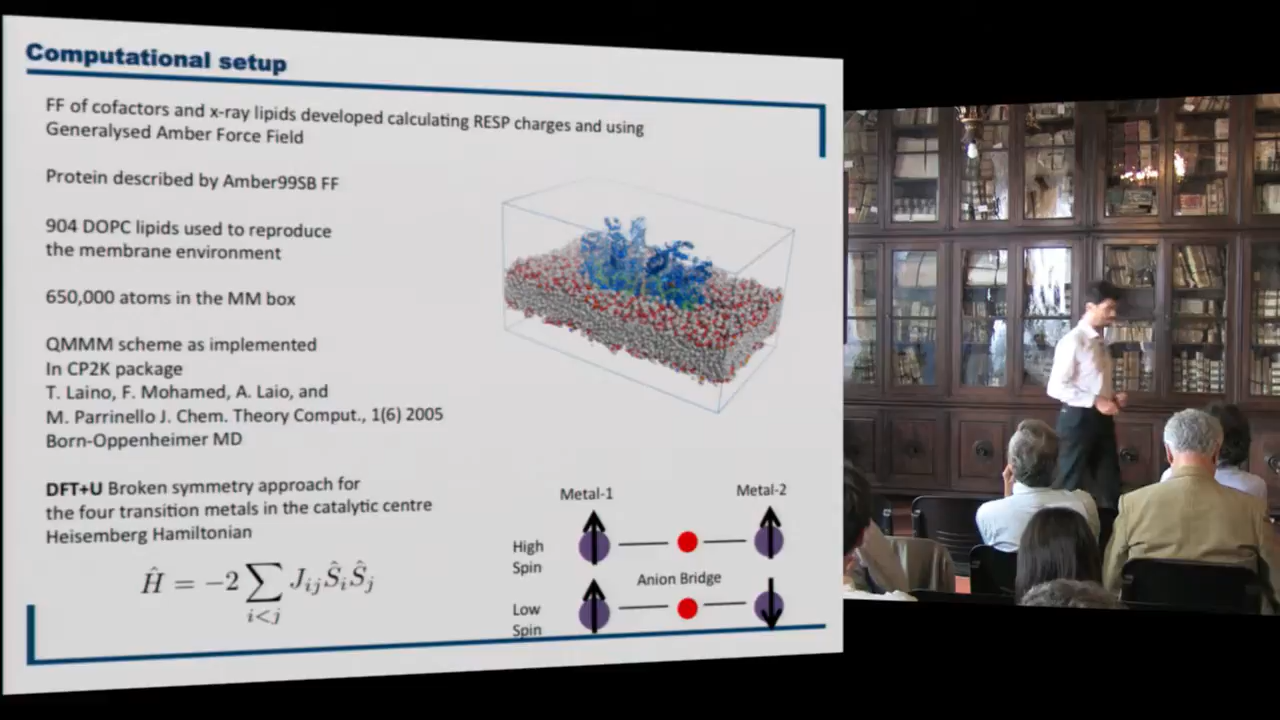 Computational setup
FF of cofactors and x-ray lipids developed calculating RESP charges and using
Generalysed Amber Force Field
Protein described by Amber99SB FF
904 DOPC lipids used to reproduce
the membrane environment
650,000 atoms in the MM box
QMMM scheme as implemented
In CP2K package
T. Laino, F. Mohamed, A. Laio, and
M. Parrinello J. Chem. Theory Comput., 1(6) 2005
Born-Oppenheimer MD
DFT+U Broken symmetry approach for
the four transition metals in the catalytic centre
Heisemberg Hamiltonian
Ĥ = −2 ∑ i<j J_ij Ŝ_i Ŝ_j
Metal-1
Metal-2
High
Spin
Anion Bridge
Low
Spin